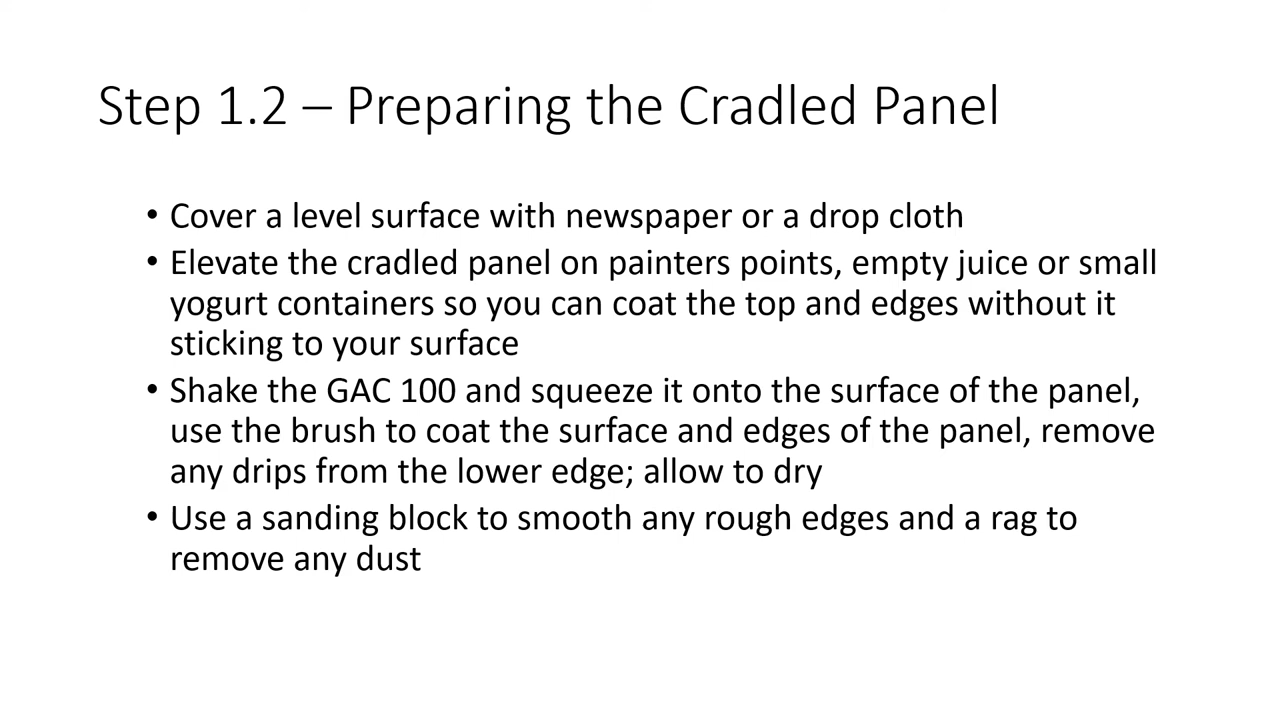 Step 1.2 – Preparing the Cradled Panel
• Cover a level surface with newspaper or a drop cloth
• Elevate the cradled panel on painters points, empty juice or small
yogurt containers so you can coat the top and edges without it
sticking to your surface
• Shake the GAC 100 and squeeze it onto the surface of the panel,
use the brush to coat the surface and edges of the panel, remove
any drips from the lower edge; allow to dry
• Use a sanding block to smooth any rough edges and a rag to
remove any dust